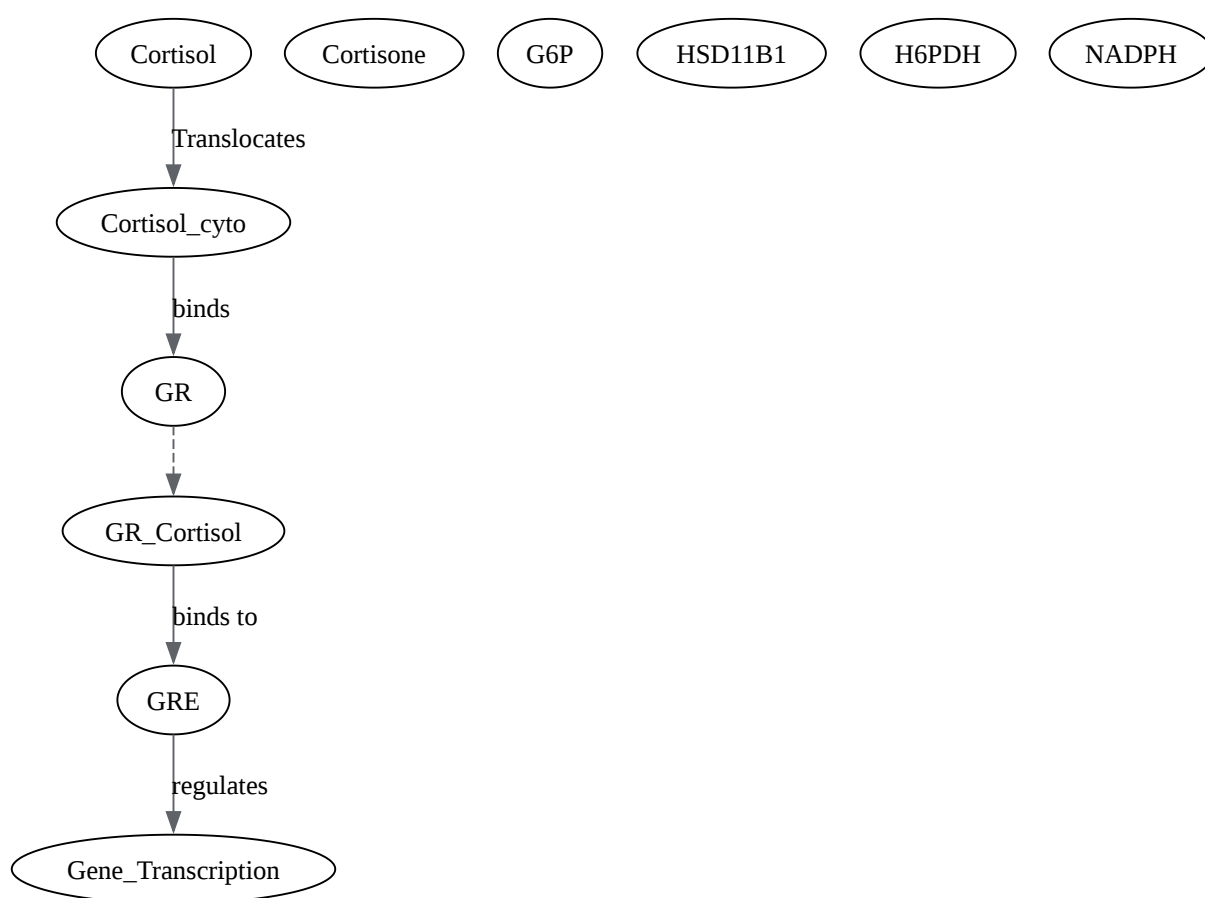 Cortisol
Cortisone
G6P
HSD11B1
H6PDH
NADPH
Translocates
Cortisol_cyto
binds
GR
GR_Cortisol
binds to
GRE
regulates
Gene_Transcription